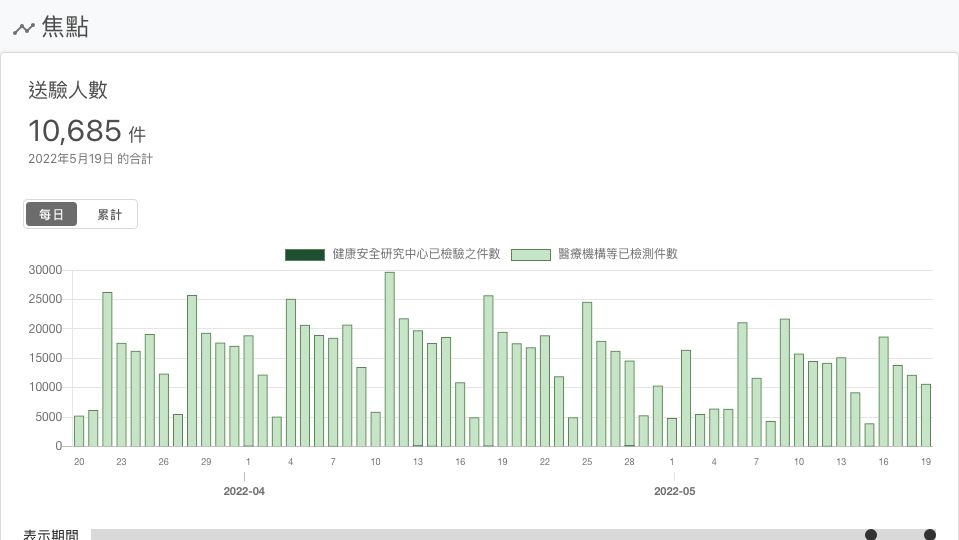 焦點
送驗人數
10,685 件
2022年5月19日 的合計
每日 累計
健康安全研究中心已檢驗之件數 醫療機構等已檢測件數
30000
25000
20000
15000
10000
5000
0
20 23 26 29 1 4 7 10 13 16 19 22 25 28 1 4 7 10 13 16 19
2022-04 2022-05
表示期間